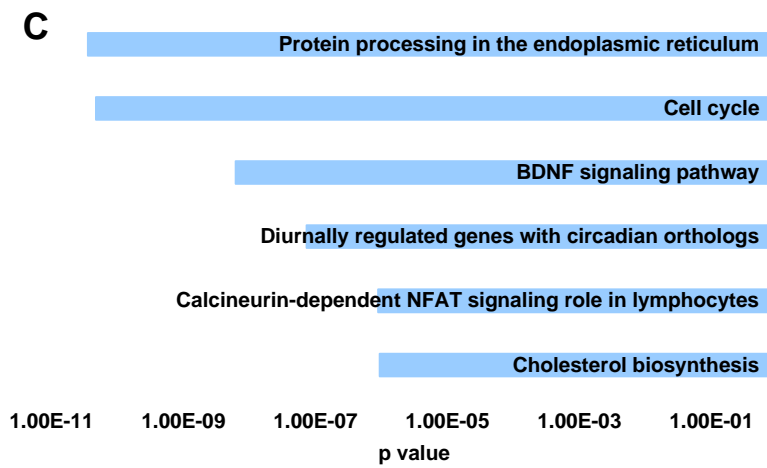 C
Protein processing in the endoplasmic reticulum
Cell cycle
BDNF signaling pathway
Diurnally regulated genes with circadian orthologs
Calcineurin-dependent NFAT signaling role in lymphocytes
Cholesterol biosynthesis
1.00E-11 1.00E-09 1.00E-07 1.00E-05 1.00E-03 1.00E-01
p value